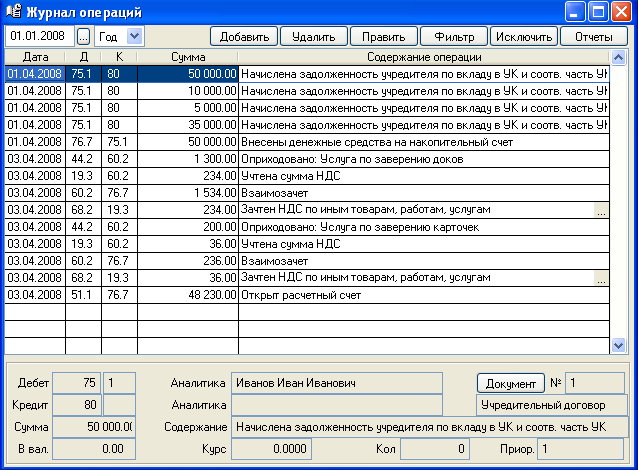 Журнал операций
01.01.2008 ... Год Добавить Удалить Править Фильтр Исключить Отчеты
Дата Д К Сумма Содержание операции
01.04.2008 75.1 80 50 000.00 Начислена задолженность учредителя по вкладу в УК и соотв. часть УК
01.04.2008 75.1 80 10 000.00 Начислена задолженность учредителя по вкладу в УК и соотв. часть УК
01.04.2008 75.1 80 5 000.00 Начислена задолженность учредителя по вкладу в УК и соотв. часть УК
01.04.2008 75.1 80 35 000.00 Начислена задолженность учредителя по вкладу в УК и соотв. часть УК
01.04.2008 76.7 75.1 50 000.00 Внесены денежные средства на накопительный счет
03.04.2008 44.2 60.2 1 300.00 Оприходовано: Услуга по заверению доков
03.04.2008 19.3 60.2 234.00 Учтена сумма НДС
03.04.2008 60.2 76.7 1 534.00 Взаимозачет
03.04.2008 68.2 19.3 234.00 Зачтен НДС по иным товарам, работам, услугам ...
03.04.2008 44.2 60.2 200.00 Оприходовано: Услуга по заверению карточек
03.04.2008 19.3 60.2 36.00 Учтена сумма НДС
03.04.2008 60.2 76.7 236.00 Взаимозачет
03.04.2008 68.2 19.3 36.00 Зачтен НДС по иным товарам, работам, услугам ...
03.04.2008 51.1 76.7 48 230.00 Открыт расчетный счет
Дебет 75 1 Аналитика Иванов Иван Иванович Документ № 1
Кредит 80 Аналитика Учредительный договор
Сумма 50 000.00 Содержание Начислена задолженность учредителя по вкладу в УК и соотв. часть УК
В вал. 0.00 Курс 0.0000 Кол 0 Приор. 1